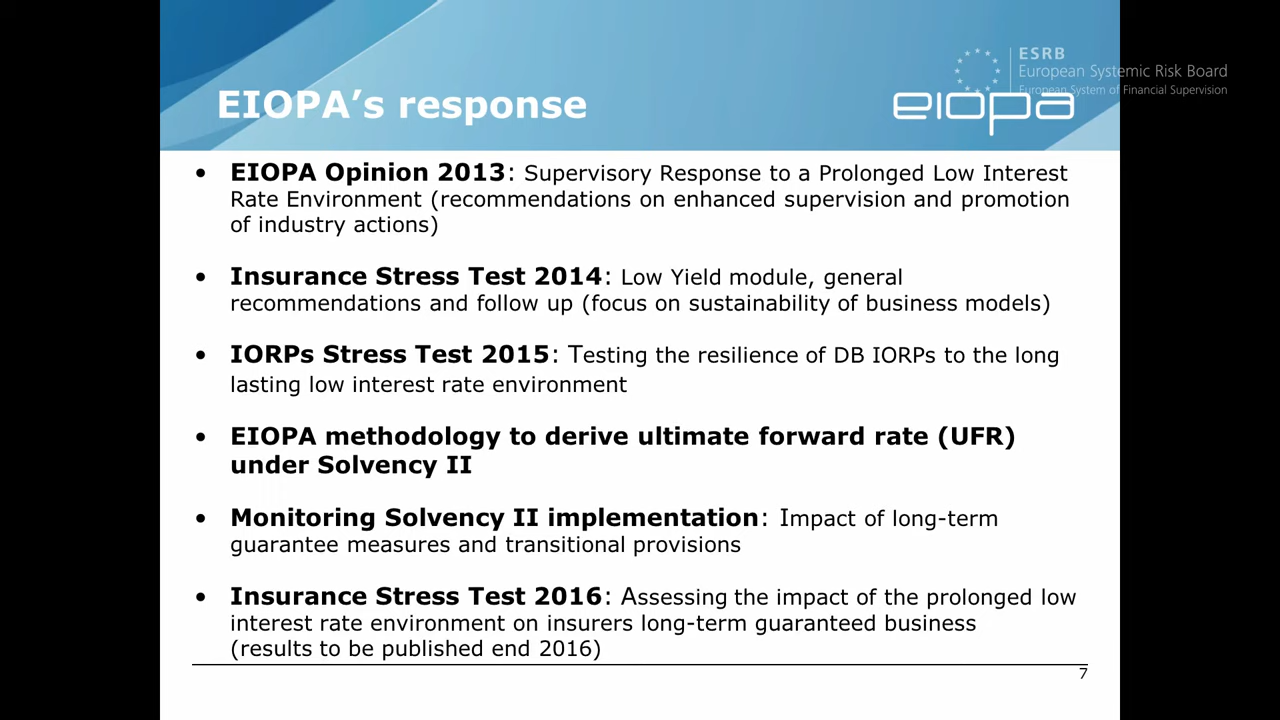 ESRB
European Systemic Risk Board
European System of Financial Supervision
EIOPA's response
eiopa
• EIOPA Opinion 2013: Supervisory Response to a Prolonged Low Interest
Rate Environment (recommendations on enhanced supervision and promotion
of industry actions)
• Insurance Stress Test 2014: Low Yield module, general
recommendations and follow up (focus on sustainability of business models)
• IORPs Stress Test 2015: Testing the resilience of DB IORPs to the long
lasting low interest rate environment
• EIOPA methodology to derive ultimate forward rate (UFR)
under Solvency II
• Monitoring Solvency II implementation: Impact of long-term
guarantee measures and transitional provisions
• Insurance Stress Test 2016: Assessing the impact of the prolonged low
interest rate environment on insurers long-term guaranteed business
(results to be published end 2016)
7